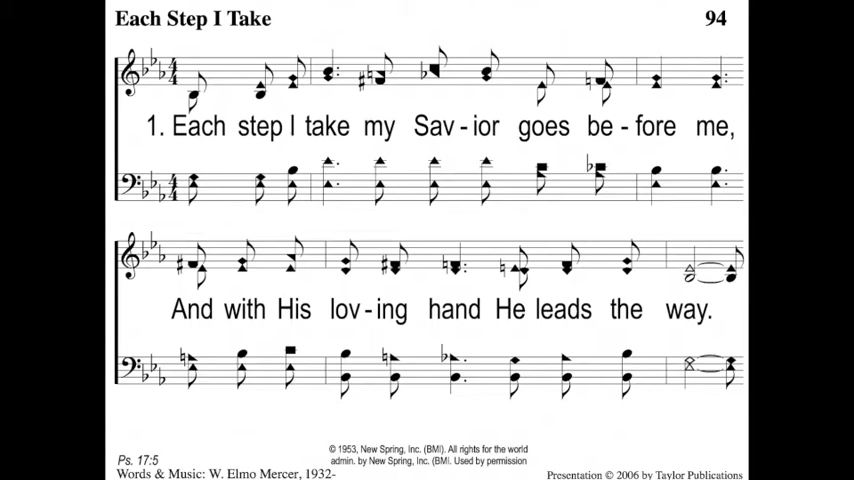 Each Step I Take 94
1. Each step I take my Sav - ior goes be - fore me,
And with His lov - ing hand He leads the way.
Ps. 17:5
Words & Music: W. Elmo Mercer, 1932-
© 1953, New Spring, Inc. (BMI). All rights for the world
admin. by New Spring, Inc. (BMI. Used by permission
Presentation © 2006 by Taylor Publications